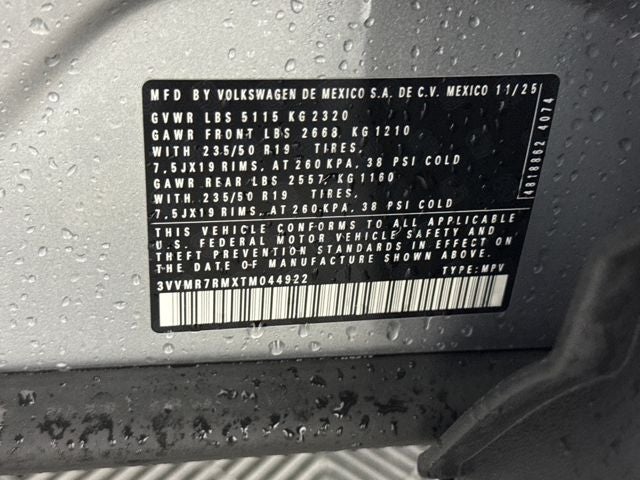 MFD BY VOLKSWAGEN DE MEXICO S.A. DE C.V. MEXICO 11/25
GVWR LBS 5115 KG 2320
GAWR FRONT LBS 2668 KG 1210
WITH 235/50 R19 TIRES,
7.5JX19 RIMS, AT 260 KPA, 38 PSI COLD
GAWR REAR LBS 2557 KG 1160
WITH 235/50 R19 TIRES,
7.5JX19 RIMS, AT 260 KPA, 38 PSI COLD
THIS VEHICLE CONFORMS TO ALL APPLICABLE
U.S. FEDERAL MOTOR VEHICLE SAFETY AND
THEFT PREVENTION STANDARDS IN EFFECT ON
THE DATE OF MANUFACTURE SHOWN ABOVE.
3VVMR7RMXTM044922 TYPE: MPV
4B18862 4074